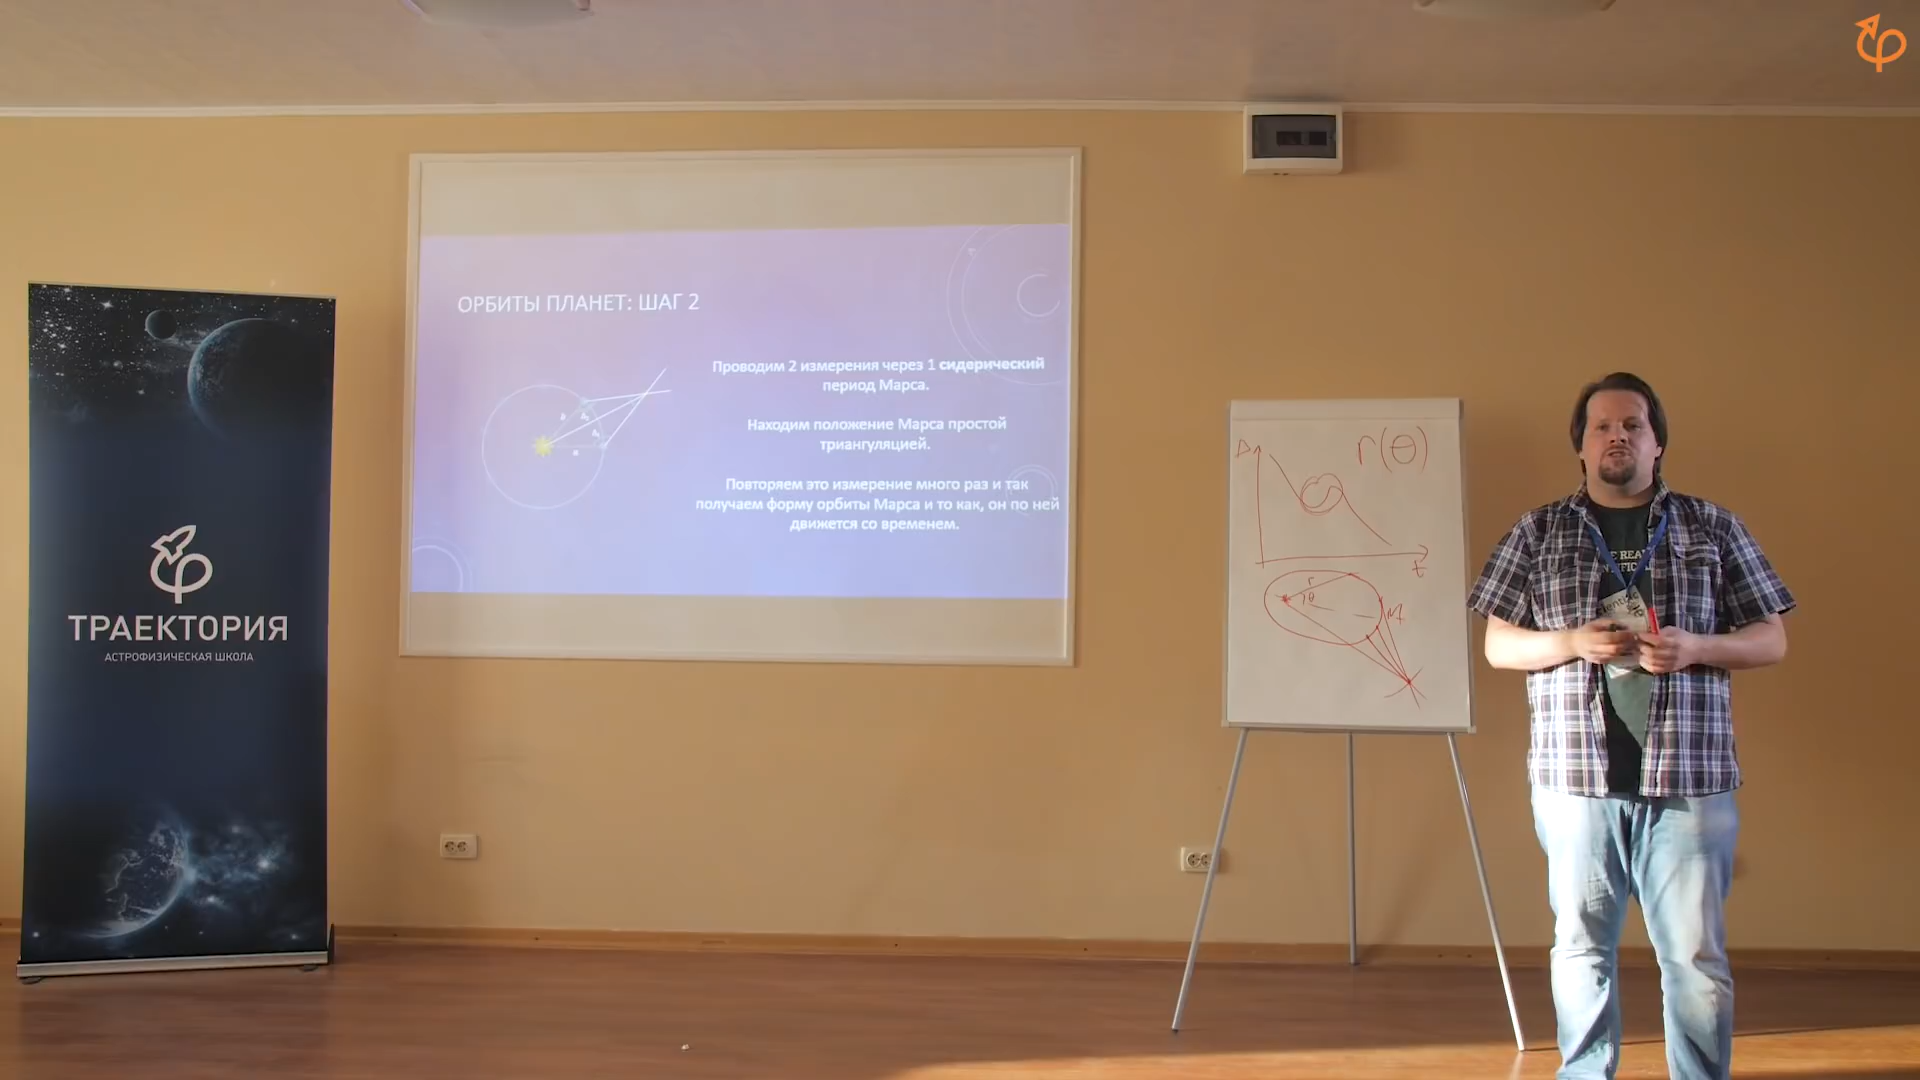 ТРАЕКТОРИЯ
АСТРОФИЗИЧЕСКАЯ ШКОЛА
ОРБИТЫ ПЛАНЕТ: ШАГ 2
Проводим 2 измерения через 1 сидерический
период Марса.
Находим положение Марса простой
триангуляцией.
Повторяем это измерение много раз и так
получаем форму орбиты Марса и то как, он по ней
движется со временем.
r(θ)
t
r
θ